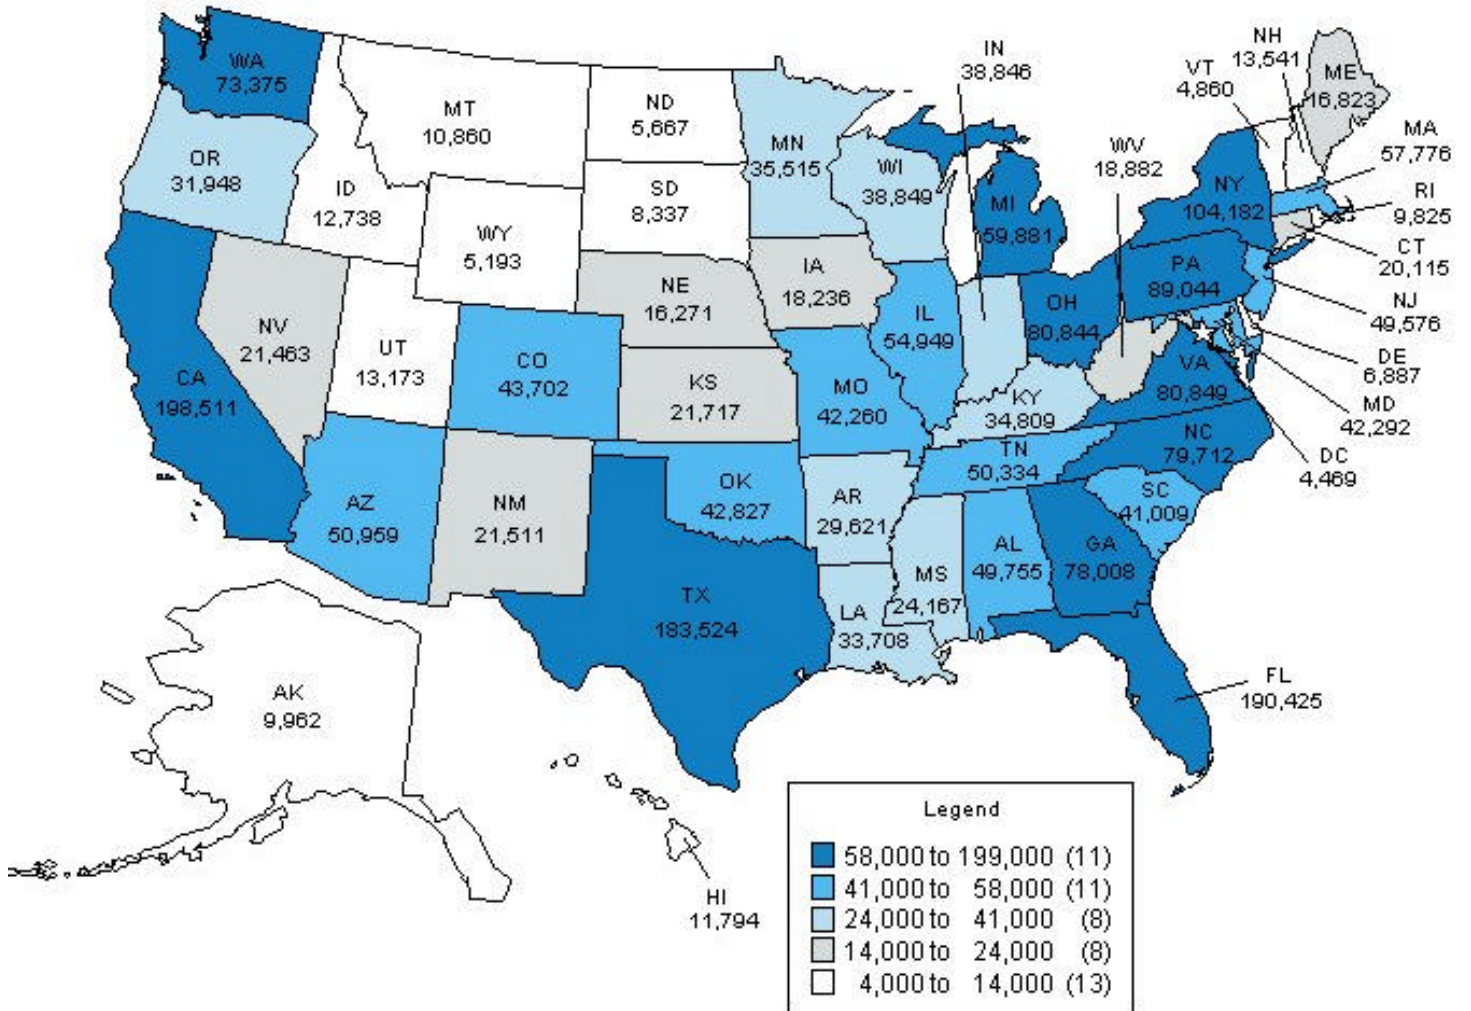 WA
73,375
MT
10,860
ND
5,667
MN
35,515
IN
38,846
NH
13,541
VT
4,860
ME
16,823
OR
31,948
ID
12,738
SD
8,337
WI
38,849
MI
59,881
WV
18,882
NY
104,182
MA
57,776
RI
9,825
CT
20,115
WY
5,193
IA
18,236
NE
16,271
PA
89,044
NJ
49,576
NV
21,463
UT
13,173
CO
43,702
KS
21,717
MO
42,260
IL
54,949
OH
80,844
DE
6,887
MD
42,292
DC
4,469
CA
198,511
KY
34,809
VA
80,849
NC
79,712
TN
50,334
SC
41,009
AZ
50,959
NM
21,511
OK
42,827
AR
29,621
MS
24,167
AL
49,755
GA
78,008
TX
183,524
LA
33,708
FL
190,425
AK
9,962
HI
11,794
Legend
58,000 to 199,000 (11)
41,000 to 58,000 (11)
24,000 to 41,000 (8)
14,000 to 24,000 (8)
4,000 to 14,000 (13)